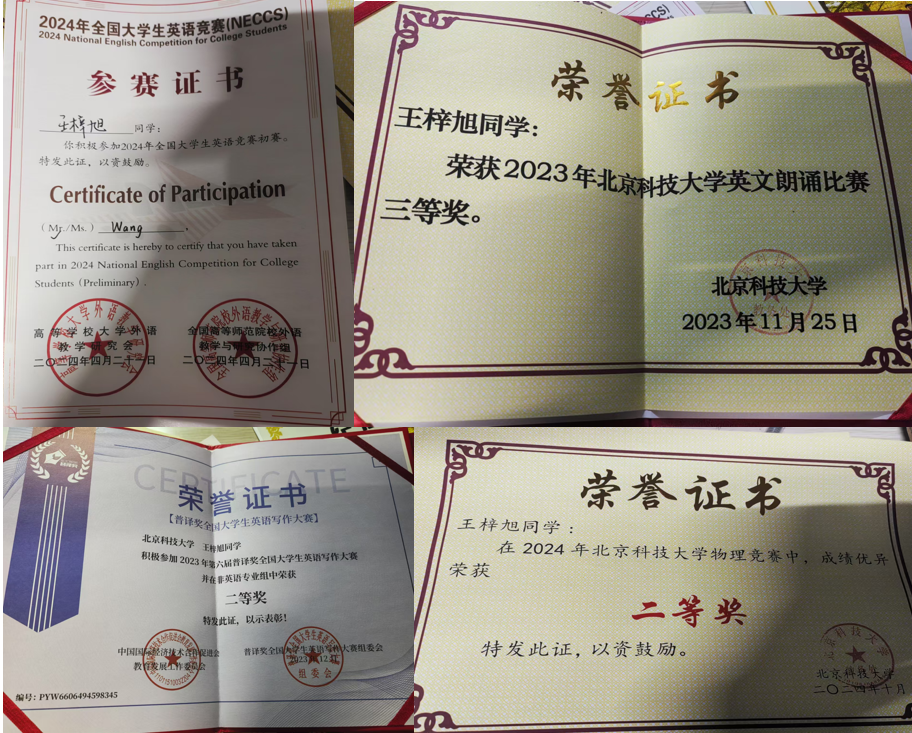 2024年全国大学生英语竞赛(NECCS)
2024 National English Competition for College Students
参赛证书
王梓旭 同学：
你积极参加2024年全国大学生英语竞赛初赛。
特发此证，以资鼓励。
Certificate of Participation
(Mr./Ms.) Wang .
This certificate is hereby to certify that you have taken
part in 2024 National English Competition for College
Students (Preliminary).
高等学校大学外语
教学研究会
二〇二四年四月二十一日
全国高等师范院校外语
教学与研究协作组
二〇二四年四月二十一日
荣誉证书
王梓旭同学：
荣获2023年北京科技大学英文朗诵比赛
三等奖。
北京科技大学
2023年11月25日
CERTIFICATE
荣誉证书
【普译奖全国大学生英语写作大赛】
北京科技大学 王梓旭同学
积极参加2023年第六届普译奖全国大学生英语写作大赛
并在非英语专业组中荣获
二等奖
特发此证，以示表彰！
中国国际经济技术合作促进会
教育发展工作委员会
普译奖全国大学生英语写作大赛组委会
组委会
编号：PYW6606494598345
荣誉证书
王梓旭同学：
在2024年北京科技大学物理竞赛中，成绩优异
荣获
二等奖
特发此证，以资鼓励。
北京科技大学
二〇二四年十月